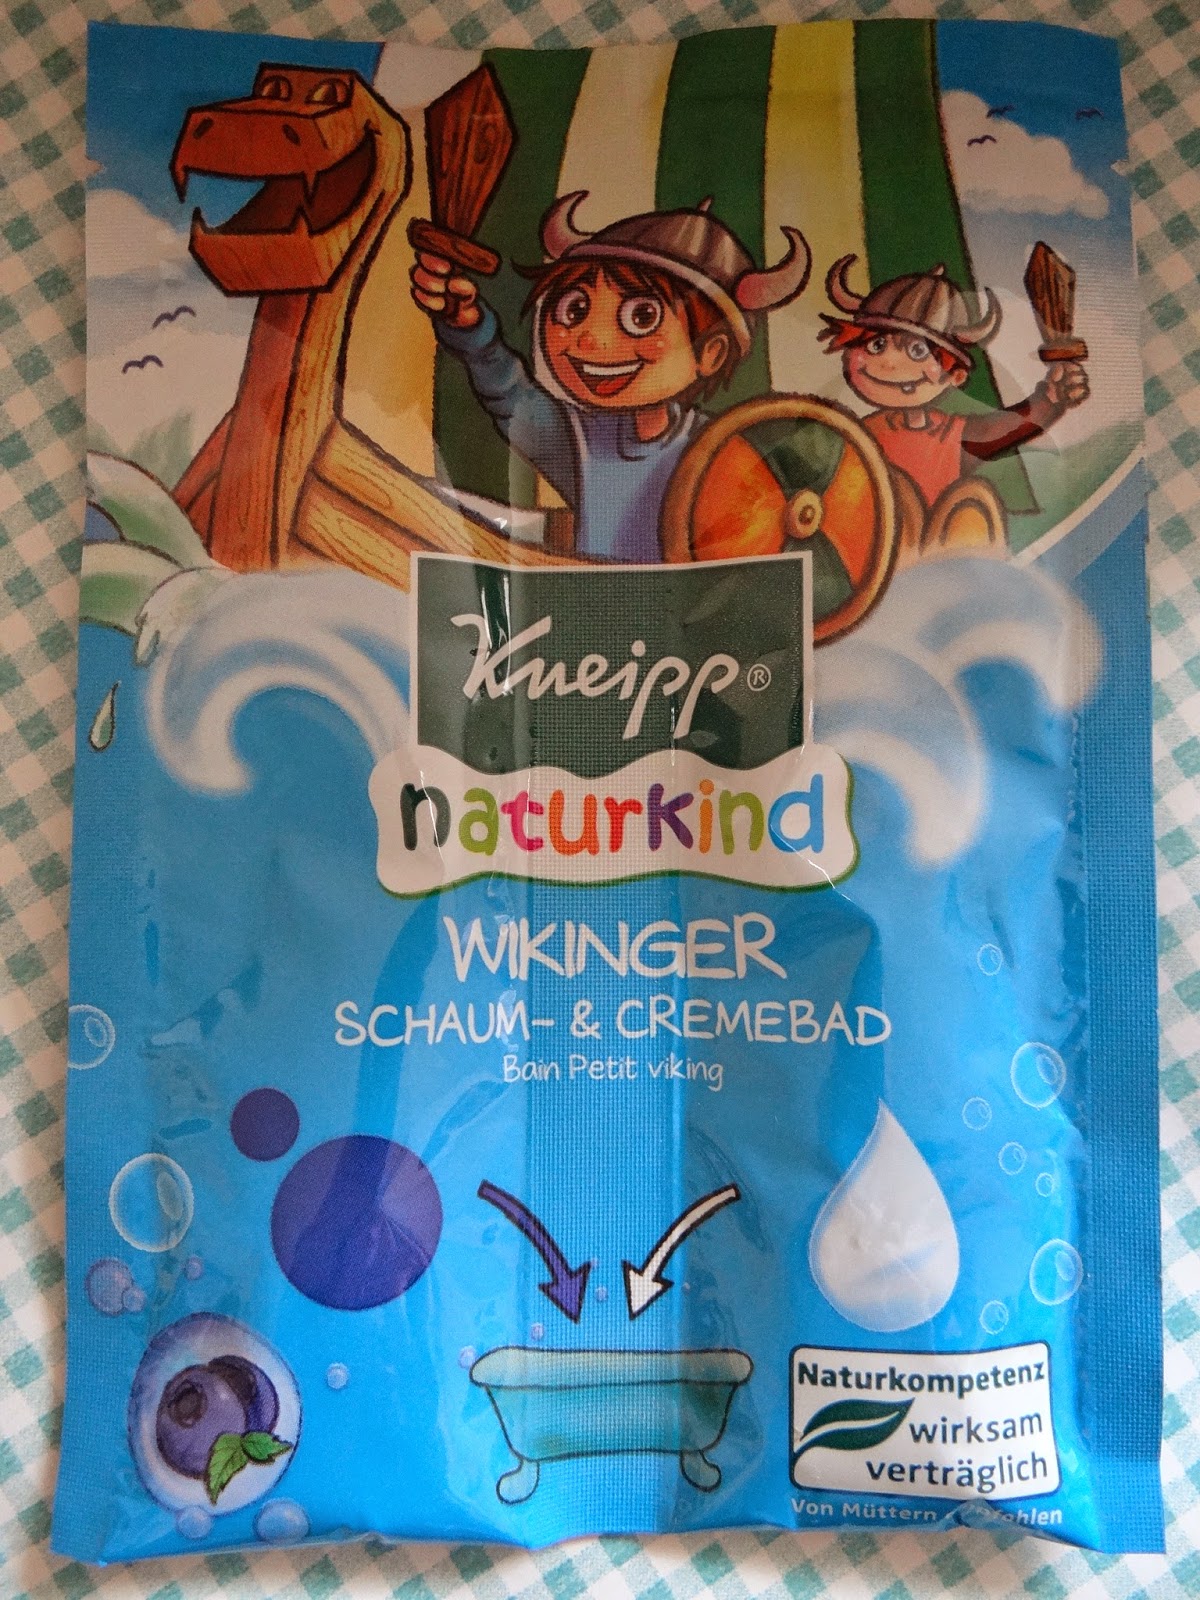 Kneipp®
naturkind
WIKINGER
SCHAUM- & CREMEBAD
Bain Petit viking
Naturkompetenz
wirksam
verträglich
Von Müttern